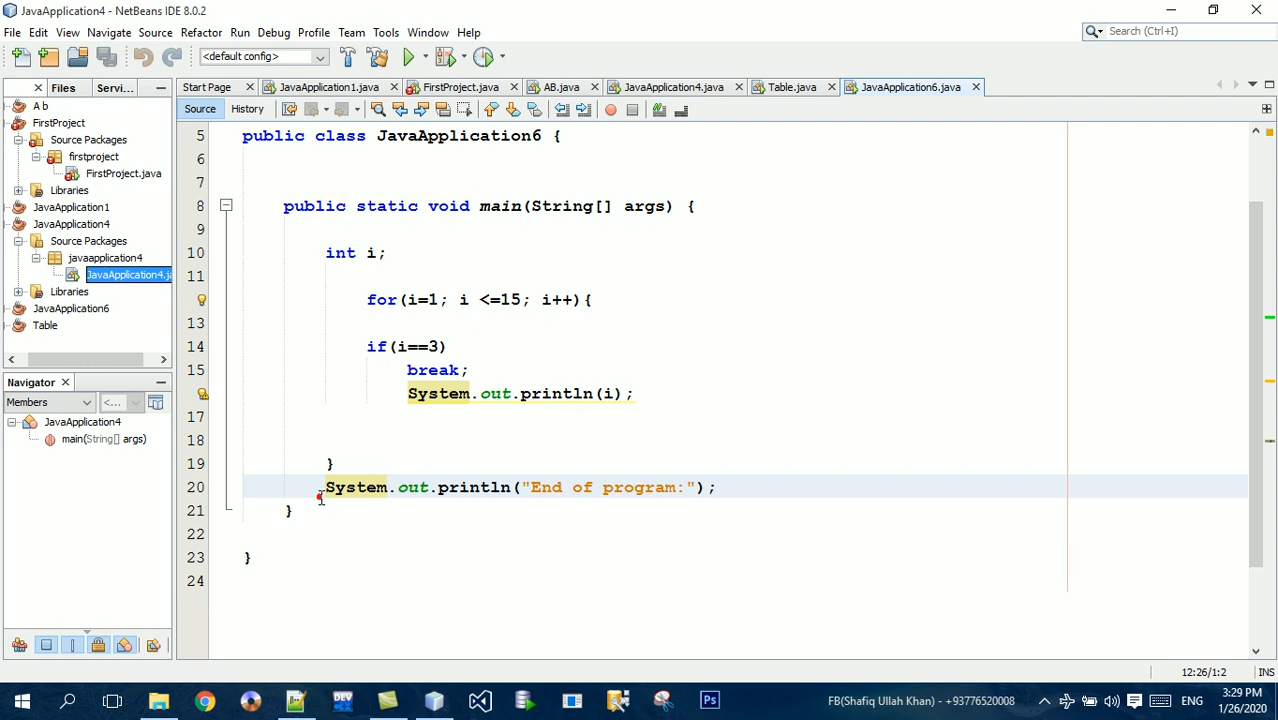 JavaApplication4 - NetBeans IDE 8.0.2
File Edit View Navigate Source Refactor Run Debug Profile Team Tools Window Help
Search (Ctrl+I)
<default config>
Files Servi...
Start Page JavaApplication1.java FirstProject.java AB.java JavaApplication4.java Table.java JavaApplication6.java
Source History
A b
FirstProject
Source Packages
firstproject
FirstProject.java
Libraries
JavaApplication1
JavaApplication4
Source Packages
javaapplication4
JavaApplication4.ja
Libraries
JavaApplication6
Table
Navigator
Members <...
JavaApplication4
main(String[] args)
5 public class JavaApplication6 {
6
7
8 public static void main(String[] args) {
9
10 int i;
11
for(i=1; i <=15; i++){
13
14 if(i==3)
15 break;
System.out.println(i);
17
18
19 }
20 System.out.println("End of program:");
21 }
22
23 }
24
12:26/1:2 INS
FB(Shafiq Ullah Khan) - +93776520008
ENG
3:29 PM
1/26/2020
DEV
Ps